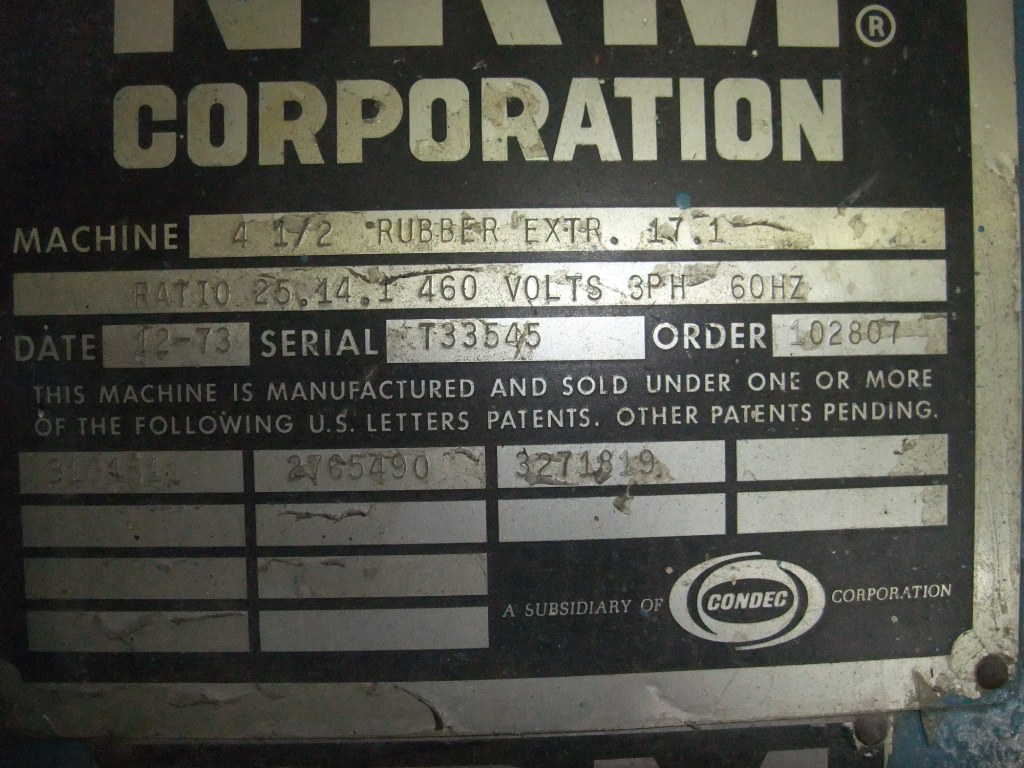 NRM ®
CORPORATION
MACHINE 4 1/2 RUBBER EXTR. 17.1
RATIO 25.14.1 460 VOLTS 3PH 60HZ
DATE 12-73 SERIAL T33545 ORDER 102807
THIS MACHINE IS MANUFACTURED AND SOLD UNDER ONE OR MORE
OF THE FOLLOWING U.S. LETTERS PATENTS. OTHER PATENTS PENDING.
2765490 3271819
A SUBSIDIARY OF CONDEC CORPORATION